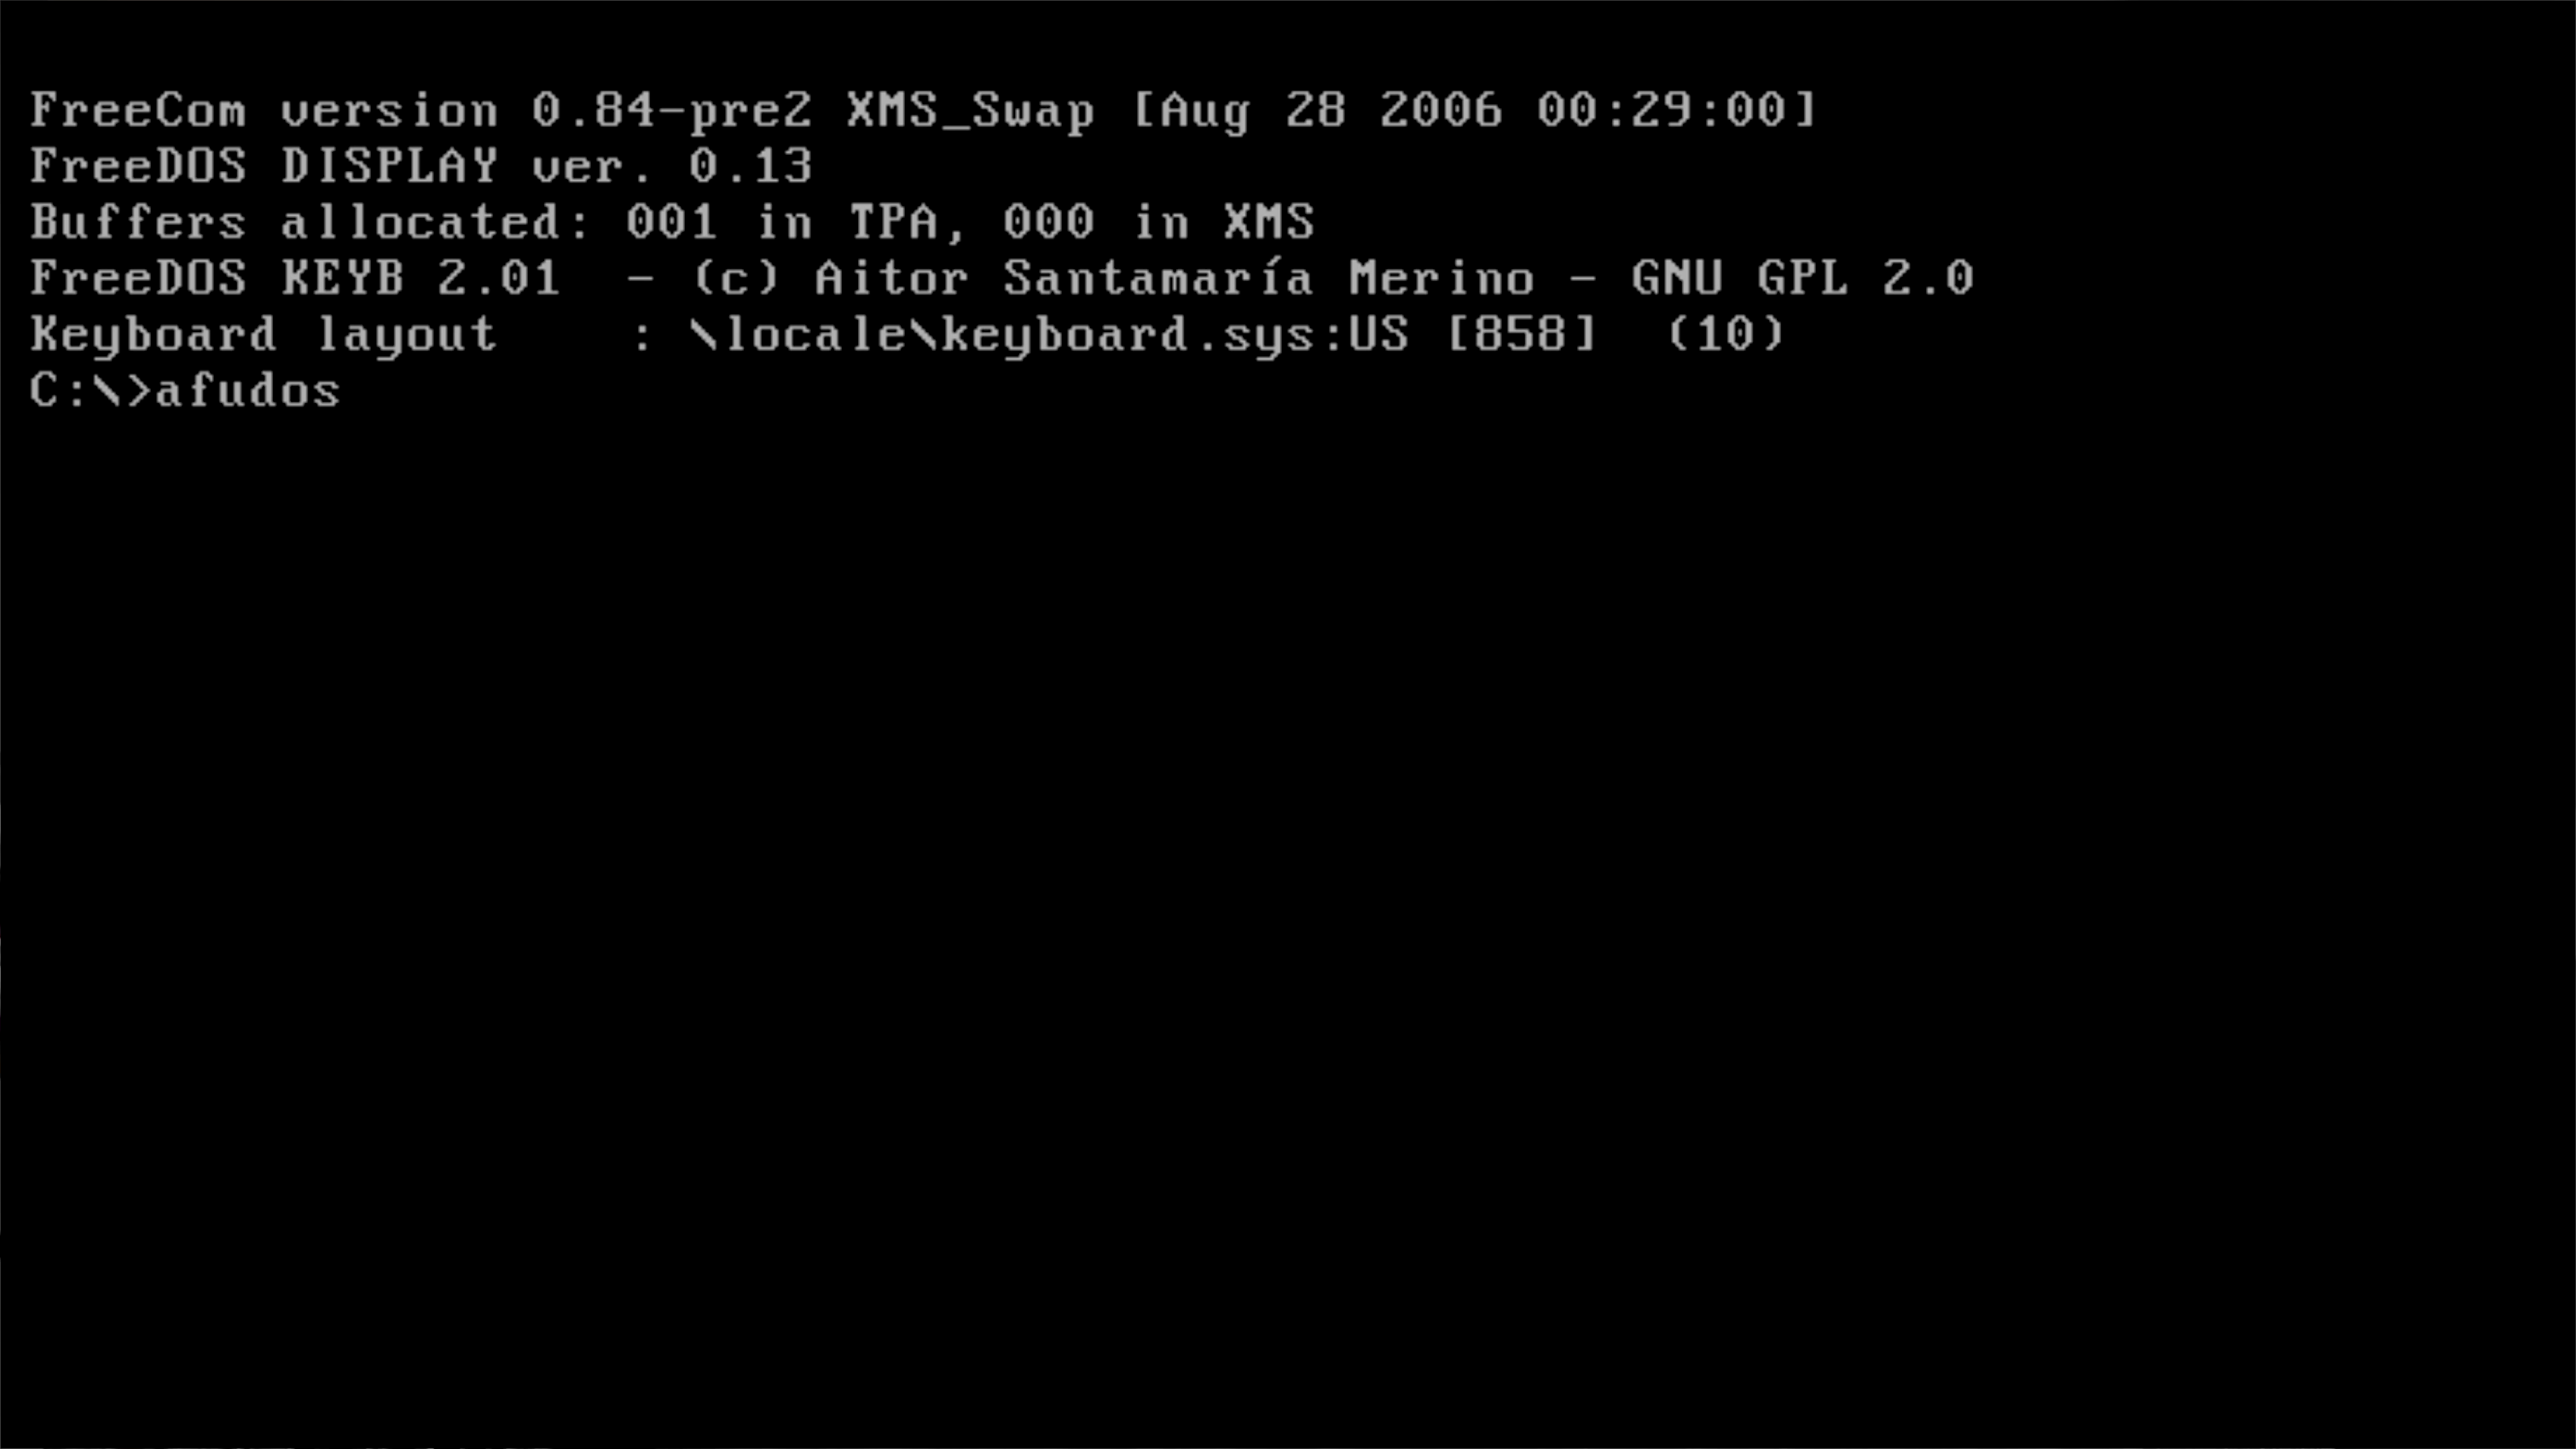 FreeCom version 0.84-pre2 XMS_Swap [Aug 28 2006 00:29:00]
FreeDOS DISPLAY ver. 0.13
Buffers allocated: 001 in TPA, 000 in XMS
FreeDOS KEYB 2.01  - (c) Aitor Santamaría Merino - GNU GPL 2.0
Keyboard layout    : \locale\keyboard.sys:US [858]  (10)
C:\>afudos